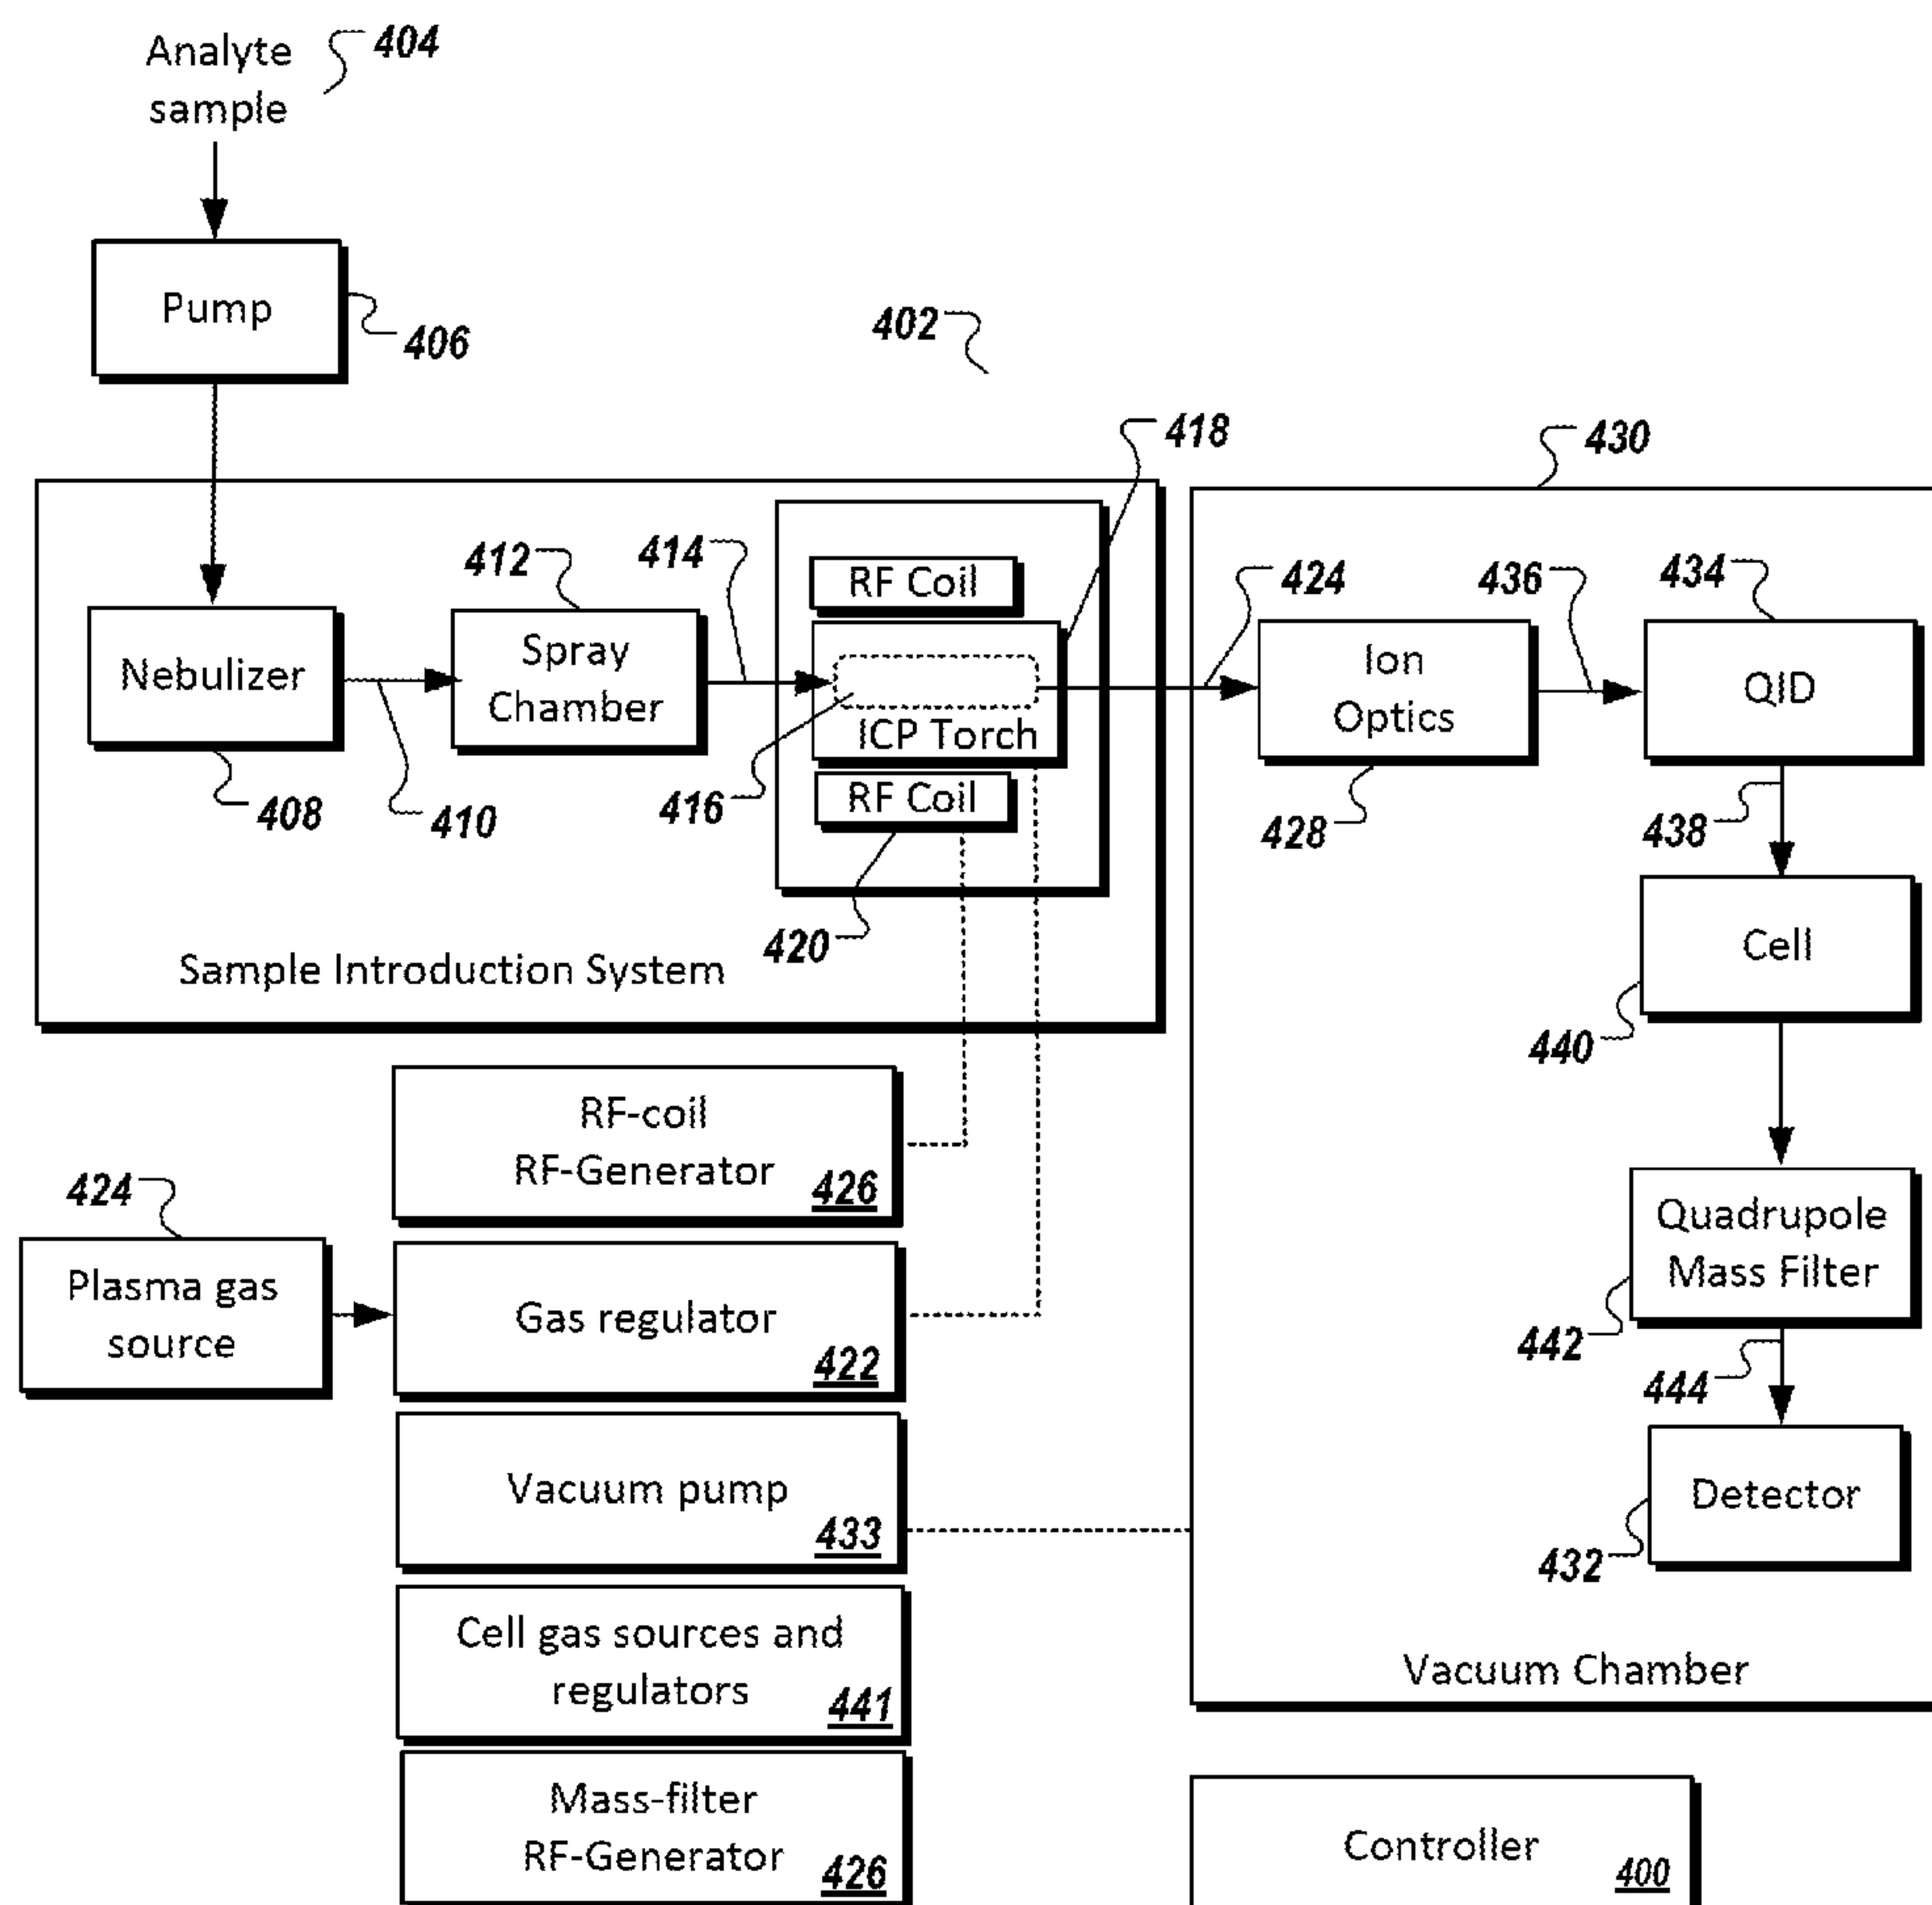 Analyte
sample
404
Pump
406
402
418
430
412
414
RF Coil
424
436
434
Nebulizer
Spray
Chamber
ICP Torch
Ion
Optics
QID
408
410
416
RF Coil
428
438
420
Sample Introduction System
Cell
440
RF-coil
RF-Generator
426
424
Plasma gas
source
Gas regulator
422
Quadrupole
Mass Filter
442
444
Vacuum pump
433
Detector
432
Cell gas sources and
regulators
441
Vacuum Chamber
Mass-filter
RF-Generator
426
Controller
400